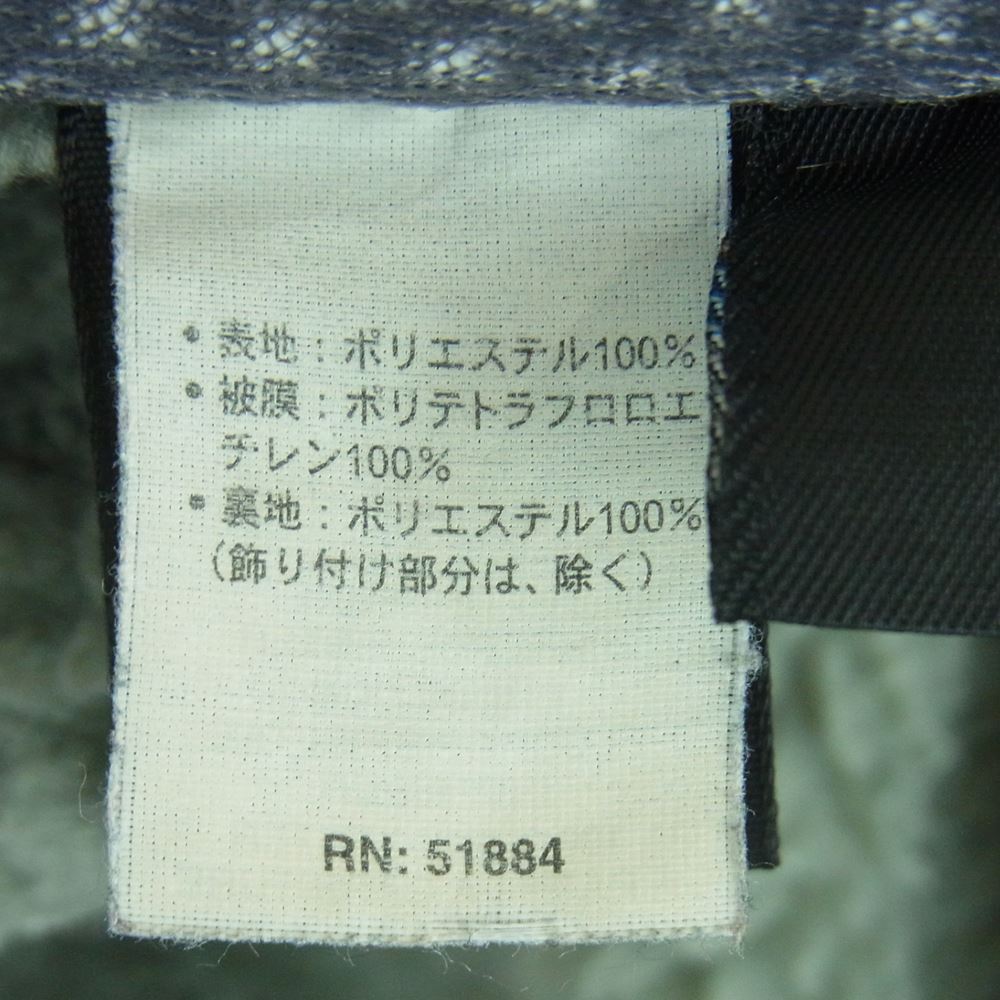 • 表地：ポリエステル100%
• 被膜：ポリテトラフロロエ
チレン100%
• 裏地：ポリエステル100%
（飾り付け部分は、除く）
RN: 51884